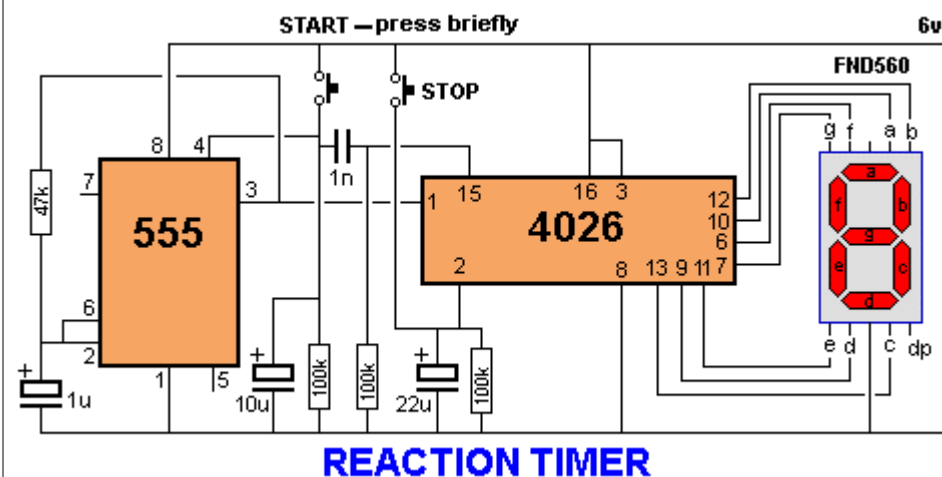 START — press briefly
6v
FND560
STOP
g f a b
8 4
1n
7
3
47k
555
1 15 16 3
4026
12
10
6
7
2 8 13 9 11
a
f b
g
e c
d
6
2
1 5
e d c dp
+ 1u
+ 10u
100k
100k
+ 22u
100k
REACTION TIMER